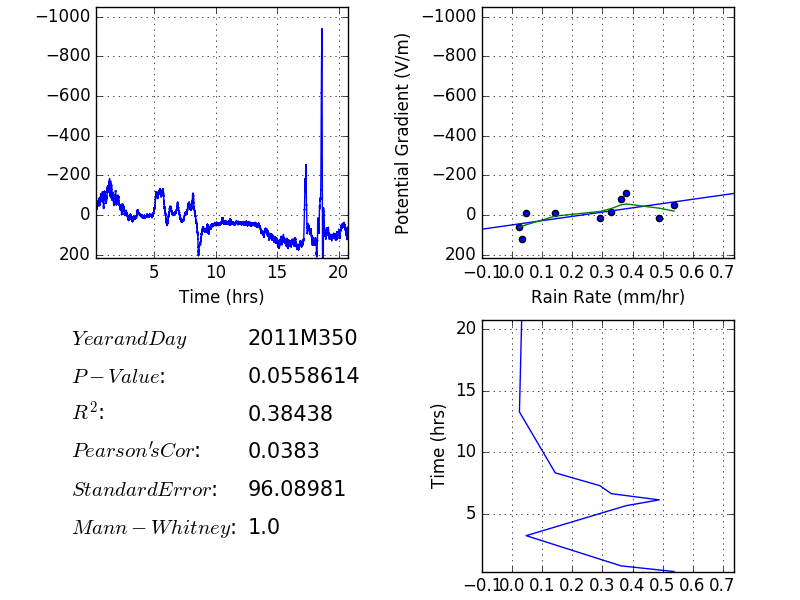 −1000
−800
−600
−400
−200
0
200
5 10 15 20
Time (hrs)
Potential Gradient (V/m)
−1000
−800
−600
−400
−200
0
200
−0.1 0.0 0.1 0.2 0.3 0.4 0.5 0.6 0.7
Rain Rate (mm/hr)
YearandDay 2011M350
P−Value: 0.0558614
R²: 0.38438
Pearson'sCor: 0.0383
StandardError: 96.08981
Mann−Whitney: 1.0
Time (hrs)
20
15
10
5
−0.1 0.0 0.1 0.2 0.3 0.4 0.5 0.6 0.7